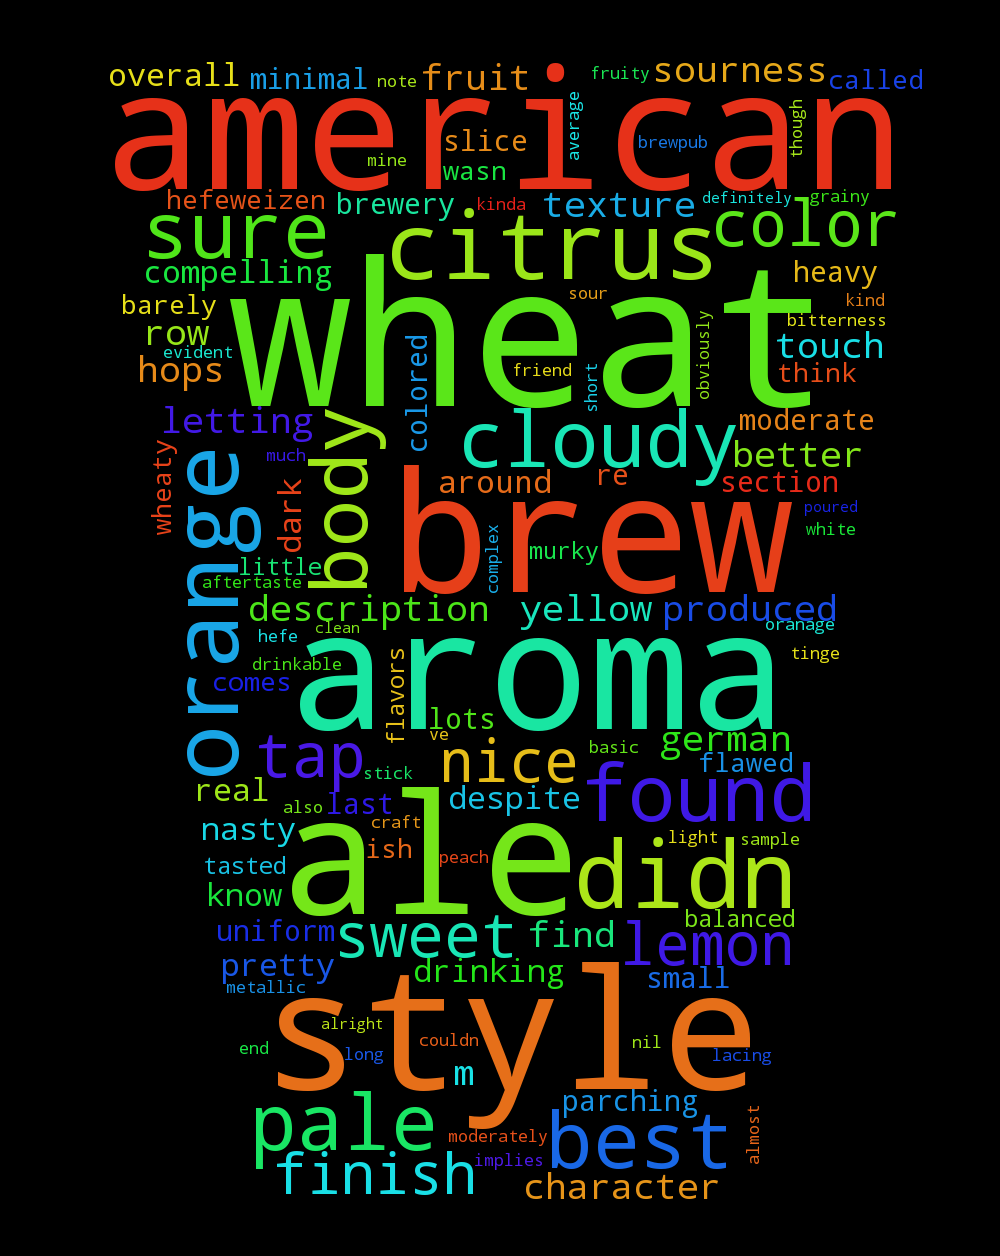 overall minimal note fruit fruity sourness called
american
mine slice wasn average brewpub though
hefeweizen brewery kinda texture definitely grainy
sure citrus color
compelling heavy
wheat
barely sour kind
row bitterness
evident obviously touch
hops friend short think
colored
letting cloudy moderate
wheaty much body better
orange dark around re section
brew poured
little complex murky white
aftertaste
description yellow produced
hefe clean oranage
aroma
drinkable flavors tinge
comes
lots
tap ve nice basic german
stick flawed
real also last despite found
nasty craft light sample
ale ish peach didn
tasted
know
uniform sweet find balanced
lemon
pretty drinking small
metallic
style
alright couldn nil
end long lacing
m
pale parching
moderately best almost
finish implies
character